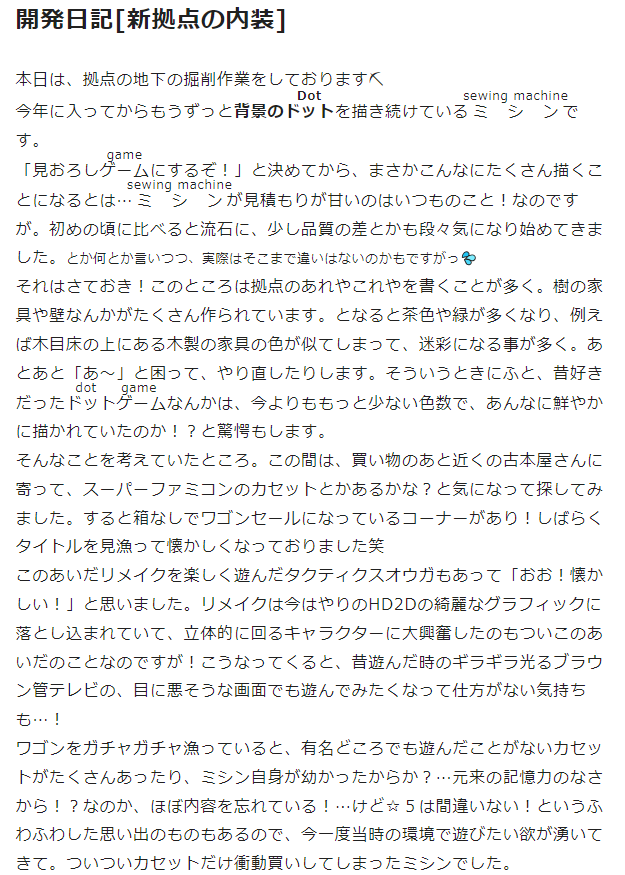 開発日記[新拠点の内装]
本日は、拠点の地下の掘削作業をしております⛏
Dot sewing machine
今年に入ってからもうずっと背景のドットを描き続けているミシンで
す。
game
「見おろしゲームにするぞ！」と決めてから、まさかこんなにたくさん描くこ
sewing machine
とになるとは…ミシンが見積もりが甘いのはいつものこと！なのです
が。初めの頃に比べると流石に、少し品質の差とかも段々気になり始めてきま
した。とか何とか言いつつ、実際はそこまで違いはないのかもですがっ💦
それはさておき！このところは拠点のあれやこれやを書くことが多く。樹の家
具や壁なんかがたくさん作られています。となると茶色や緑が多くなり、例え
ば木目床の上にある木製の家具の色が似てしまって、迷彩になる事が多く。あ
とあと「あ〜」と困って、やり直したりします。そういうときにふと、昔好き
dot game
だったドットゲームなんかは、今よりももっと少ない色数で、あんなに鮮やか
に描かれていたのか！？と驚愕もします。
そんなことを考えていたところ。この間は、買い物のあと近くの古本屋さんに
寄って、スーパーファミコンのカセットとかあるかな？と気になって探してみ
ました。すると箱なしでワゴンセールになっているコーナーがあり！しばらく
タイトルを見漁って懐かしくなっておりました笑
このあいだリメイクを楽しく遊んだタクティクスオウガもあって「おお！懐か
しい！」と思いました。リメイクは今はやりのHD2Dの綺麗なグラフィックに
落とし込まれていて、立体的に回るキャラクターに大興奮したのもついこのあ
いだのことなのですが！こうなってくると、昔遊んだ時のギラギラ光るブラウ
ン管テレビの、目に悪そうな画面でも遊んでみたくなって仕方がない気持ち
も…！
ワゴンをガチャガチャ漁っていると、有名どころでも遊んだことがないカセッ
トがたくさんあったり、ミシン自身が幼かったからか？…元来の記憶力のなさ
から！？なのか、ほぼ内容を忘れている！…けど☆５は間違いない！というふ
わふわした思い出のものもあるので、今一度当時の環境で遊びたい欲が湧いて
きて。ついついカセットだけ衝動買いしてしまったミシンでした。